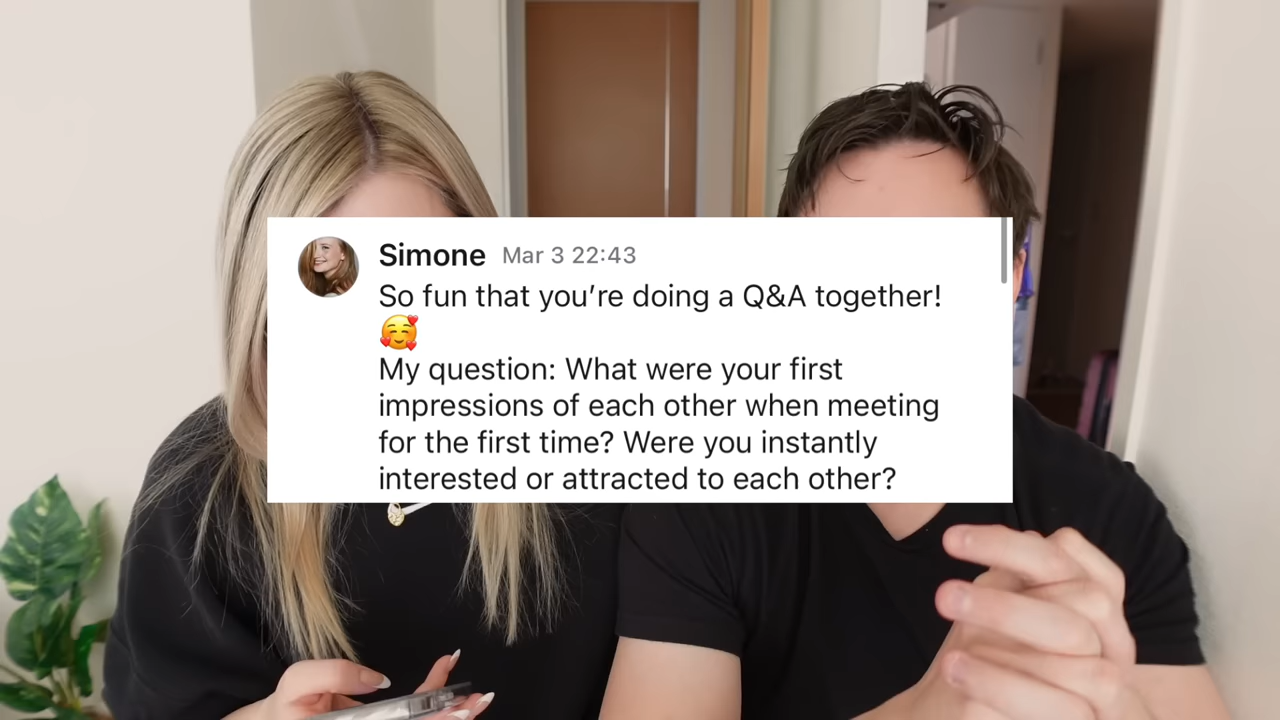 Simone Mar 3 22:43
So fun that you’re doing a Q&A together!
🥰
My question: What were your first
impressions of each other when meeting
for the first time? Were you instantly
interested or attracted to each other?